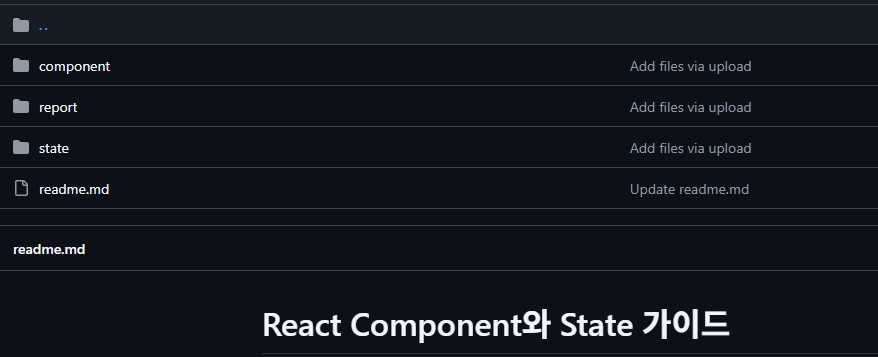 ..
component Add files via upload
report Add files via upload
state Add files via upload
readme.md Update readme.md
readme.md
React Component와 State 가이드